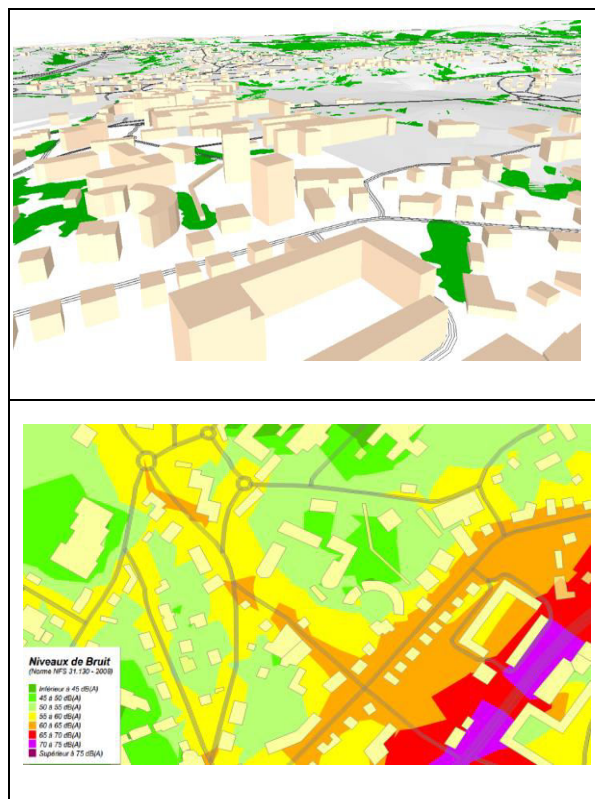 Niveaux de Bruit
(Norme NFS 31.130 - 2008)
Inférieur à 45 dB(A)
45 à 50 dB(A)
50 à 55 dB(A)
55 à 60 dB(A)
60 à 65 dB(A)
65 à 70 dB(A)
70 à 75 dB(A)
Supérieur à 75 dB(A)